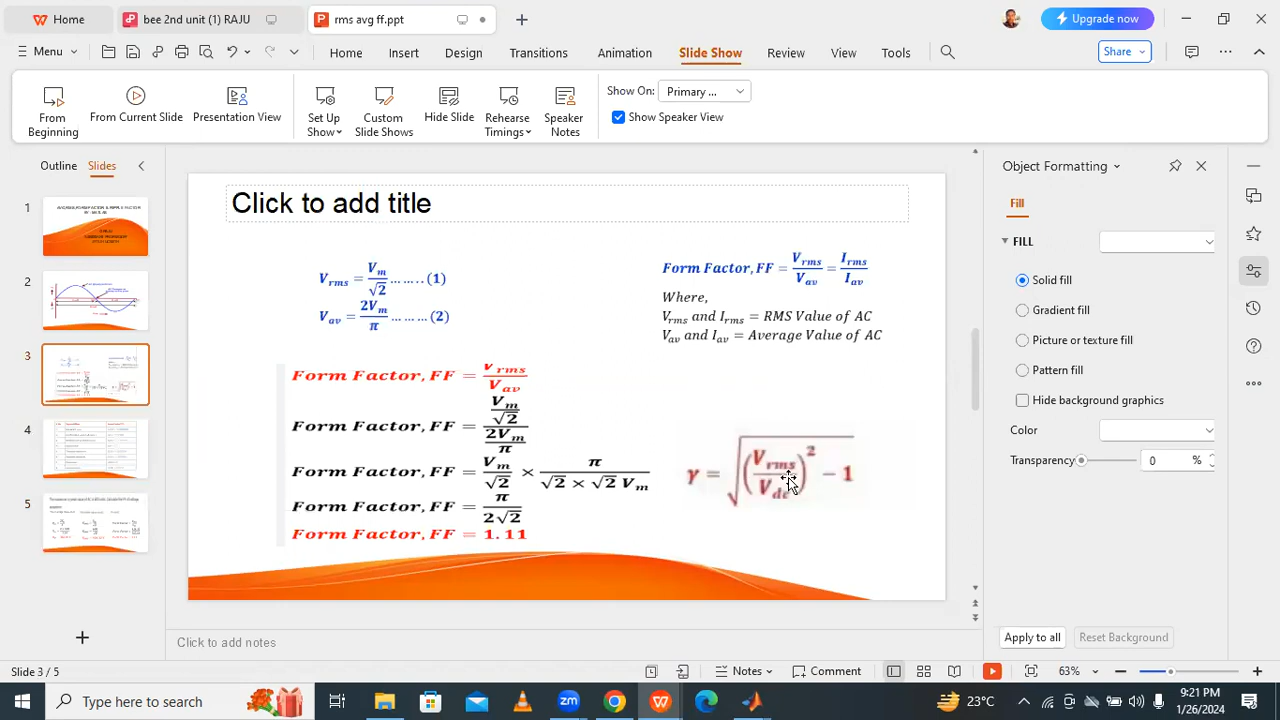 Home
bee 2nd unit (1) RAJU
rms avg ff.ppt
Upgrade now
Menu
Home Insert Design Transitions Animation Slide Show Review View Tools
Share
From Beginning
From Current Slide
Presentation View
Set Up Show
Custom Slide Shows
Hide Slide
Rehearse Timings
Speaker Notes
Show On: Primary ...
Show Speaker View
Outline Slides
1
2
3
4
5
Click to add title
V_rms = V_m/√2 ........ (1)
V_av = 2V_m/π ......... (2)
Form Factor, FF = V_rms/V_av = I_rms/I_av
Where,
V_rms and I_rms = RMS Value of AC
V_av and I_av = Average Value of AC
Form Factor, FF = V_rms/V_av
Form Factor, FF = (V_m/√2)/(2V_m/π)
Form Factor, FF = V_m/√2 × π/(√2 × √2 V_m)
Form Factor, FF = π/(2√2)
Form Factor, FF = 1.11
γ = √((V_rms/V_dc)² − 1)
Click to add notes
Object Formatting
Fill
FILL
Solid fill
Gradient fill
Picture or texture fill
Pattern fill
Hide background graphics
Color
Transparency 0 %
Apply to all
Reset Background
Slide 3 / 5
Notes
Comment
63%
Type here to search
zm
23°C
9:21 PM
1/26/2024